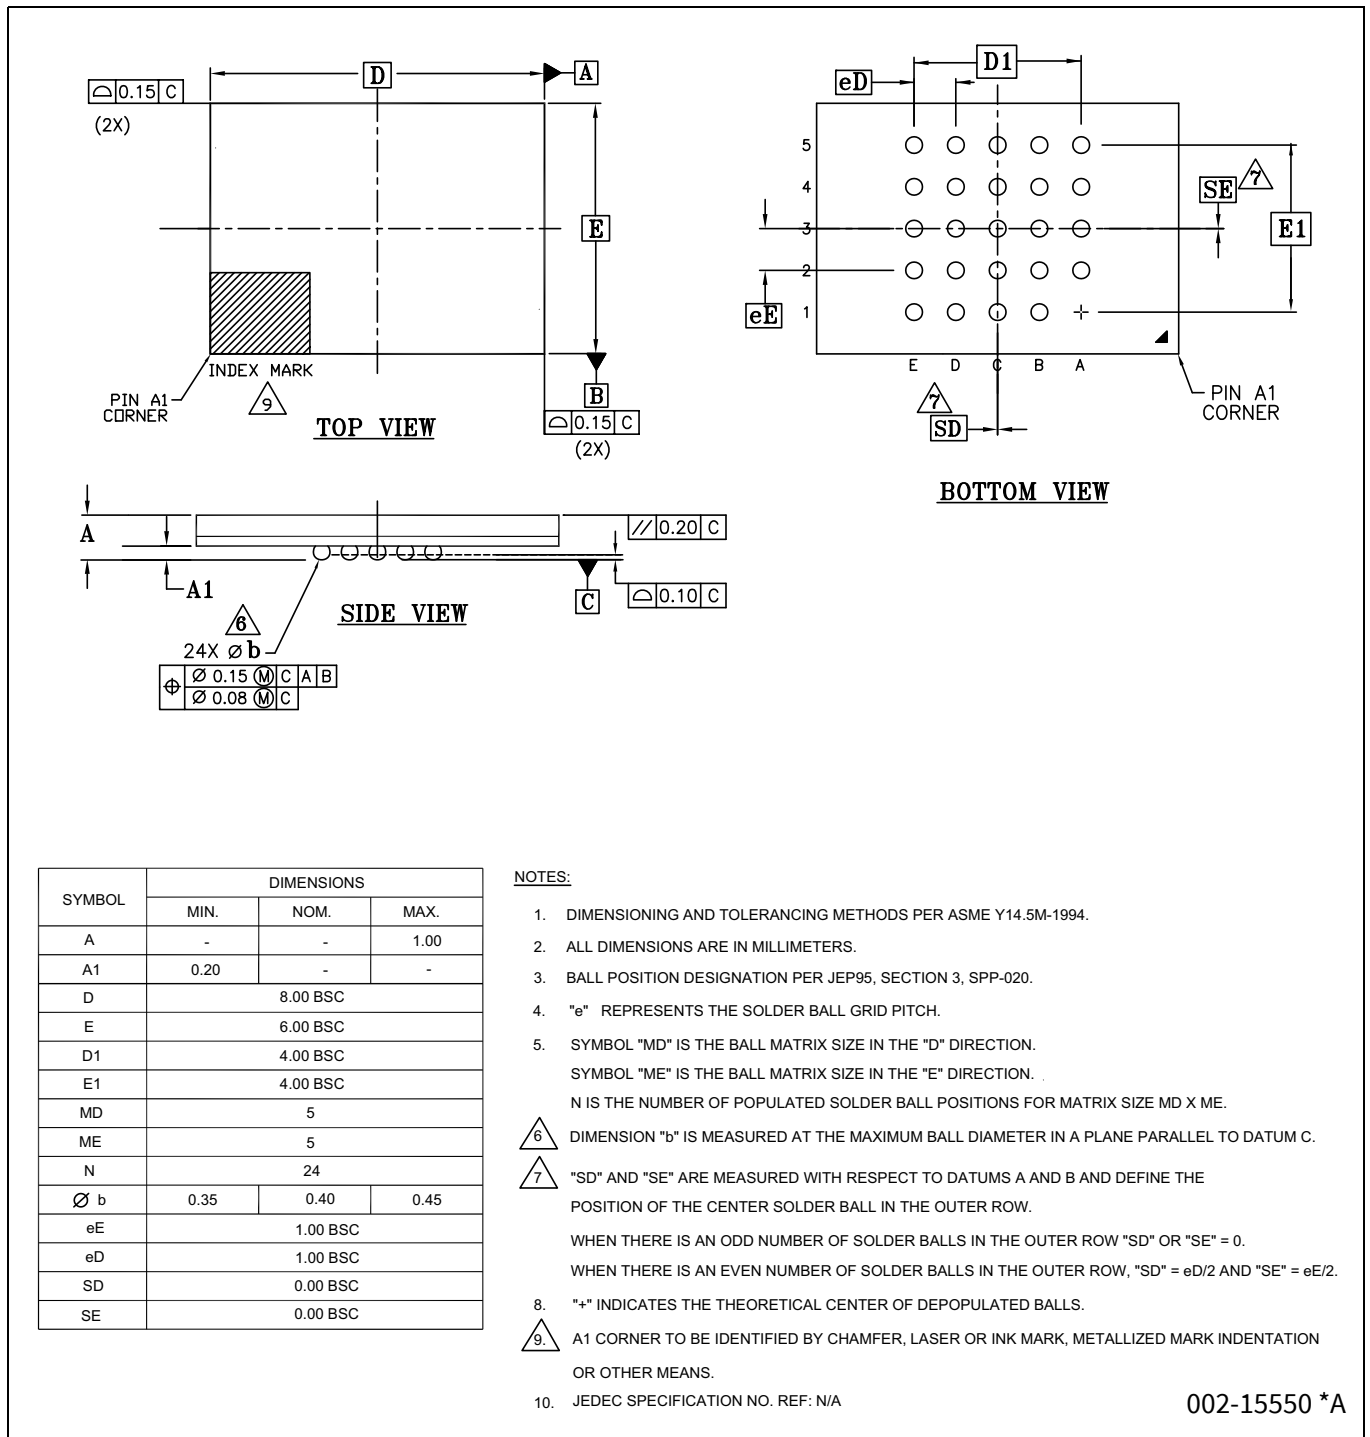 D
A
⌓ 0.15 C
(2X)
E
INDEX MARK
9
PIN A1
CORNER
TOP VIEW
B
⌓ 0.15 C
(2X)
D1
eD
5
4
3
2
1
7
SE
E1
eE
E D C B A
7
SD
PIN A1
CORNER
BOTTOM VIEW
A
A1
// 0.20 C
C
⌓ 0.10 C
SIDE VIEW
6
24X ⌀ b
⌖ ⌀ 0.15 Ⓜ C A B
⌀ 0.08 Ⓜ C
SYMBOL DIMENSIONS
MIN. NOM. MAX.
A - - 1.00
A1 0.20 - -
D 8.00 BSC
E 6.00 BSC
D1 4.00 BSC
E1 4.00 BSC
MD 5
ME 5
N 24
⌀ b 0.35 0.40 0.45
eE 1.00 BSC
eD 1.00 BSC
SD 0.00 BSC
SE 0.00 BSC
NOTES:
1. DIMENSIONING AND TOLERANCING METHODS PER ASME Y14.5M-1994.
2. ALL DIMENSIONS ARE IN MILLIMETERS.
3. BALL POSITION DESIGNATION PER JEP95, SECTION 3, SPP-020.
4. "e" REPRESENTS THE SOLDER BALL GRID PITCH.
5. SYMBOL "MD" IS THE BALL MATRIX SIZE IN THE "D" DIRECTION.
SYMBOL "ME" IS THE BALL MATRIX SIZE IN THE "E" DIRECTION.
N IS THE NUMBER OF POPULATED SOLDER BALL POSITIONS FOR MATRIX SIZE MD X ME.
6 DIMENSION "b" IS MEASURED AT THE MAXIMUM BALL DIAMETER IN A PLANE PARALLEL TO DATUM C.
7 "SD" AND "SE" ARE MEASURED WITH RESPECT TO DATUMS A AND B AND DEFINE THE
POSITION OF THE CENTER SOLDER BALL IN THE OUTER ROW.
WHEN THERE IS AN ODD NUMBER OF SOLDER BALLS IN THE OUTER ROW "SD" OR "SE" = 0.
WHEN THERE IS AN EVEN NUMBER OF SOLDER BALLS IN THE OUTER ROW, "SD" = eD/2 AND "SE" = eE/2.
8. "+" INDICATES THE THEORETICAL CENTER OF DEPOPULATED BALLS.
9. A1 CORNER TO BE IDENTIFIED BY CHAMFER, LASER OR INK MARK, METALLIZED MARK INDENTATION
OR OTHER MEANS.
10. JEDEC SPECIFICATION NO. REF: N/A
002-15550 *A